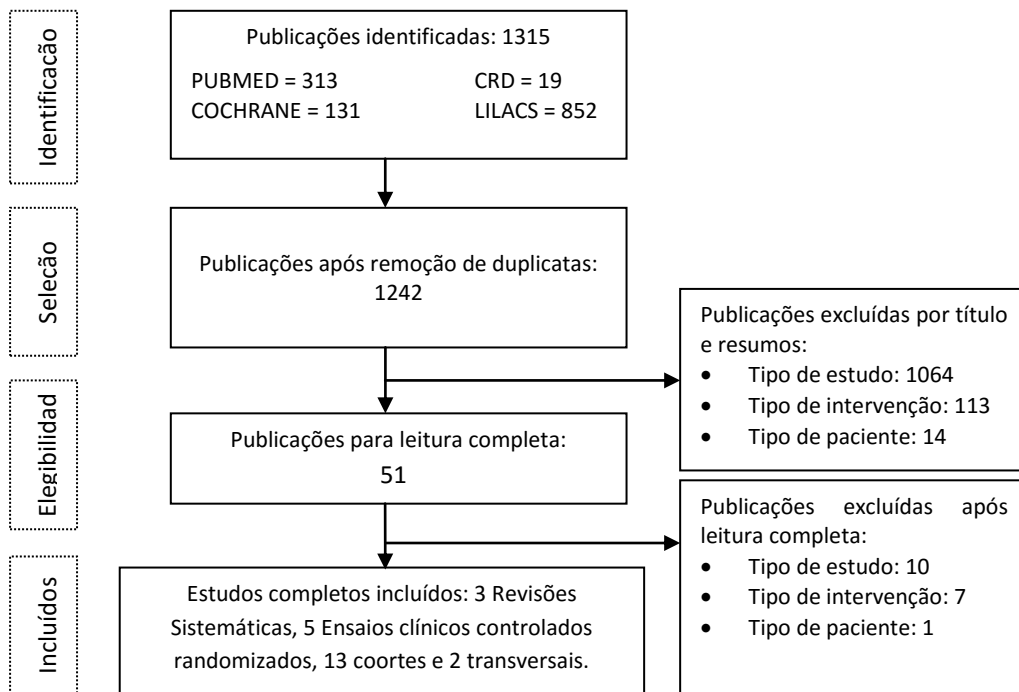 Identificacão
Publicações identificadas: 1315
PUBMED = 313 CRD = 19
COCHRANE = 131 LILACS = 852
Selecão
Publicações após remoção de duplicatas:
1242
Publicações excluídas por título
e resumos:
• Tipo de estudo: 1064
• Tipo de intervenção: 113
• Tipo de paciente: 14
Elegibilidad
Publicações para leitura completa:
51
Publicações excluídas após
leitura completa:
• Tipo de estudo: 10
• Tipo de intervenção: 7
• Tipo de paciente: 1
Incluídos
Estudos completos incluídos: 3 Revisões
Sistemáticas, 5 Ensaios clínicos controlados
randomizados, 13 coortes e 2 transversais.